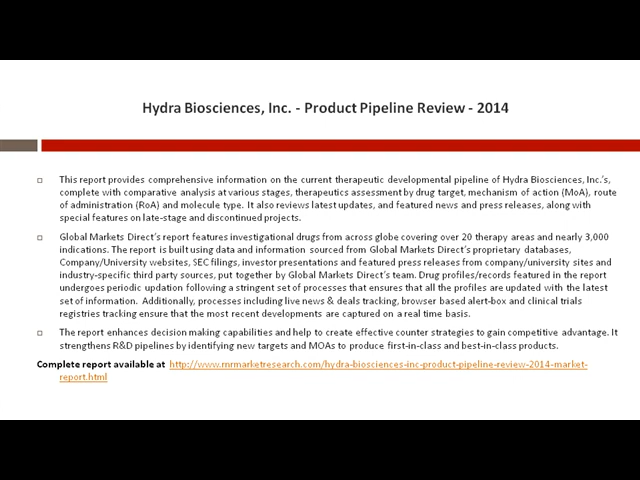 Hydra Biosciences, Inc. - Product Pipeline Review - 2014
This report provides comprehensive information on the current therapeutic developmental pipeline of Hydra Biosciences, Inc.'s,
complete with comparative analysis at various stages, therapeutics assessment by drug target, mechanism of action (MoA), route
of administration (RoA) and molecule type. It also reviews latest updates, and featured news and press releases, along with
special features on late-stage and discontinued projects.
Global Markets Direct's report features investigational drugs from across globe covering over 20 therapy areas and nearly 3,000
indications. The report is built using data and information sourced from Global Markets Direct's proprietary databases,
Company/University websites, SEC filings, investor presentations and featured press releases from company/university sites and
industry-specific third party sources, put together by Global Markets Direct's team. Drug profiles/records featured in the report
undergoes periodic updation following a stringent set of processes that ensures that all the profiles are updated with the latest
set of information. Additionally, processes including live news & deals tracking, browser based alert-box and clinical trials
registries tracking ensure that the most recent developments are captured on a real time basis.
The report enhances decision making capabilities and help to create effective counter strategies to gain competitive advantage. It
strengthens R&D pipelines by identifying new targets and MOAs to produce first-in-class and best-in-class products.
Complete report available at http://www.rnrmarketresearch.com/hydra-biosciences-inc-product-pipeline-review-2014-market-
report.html